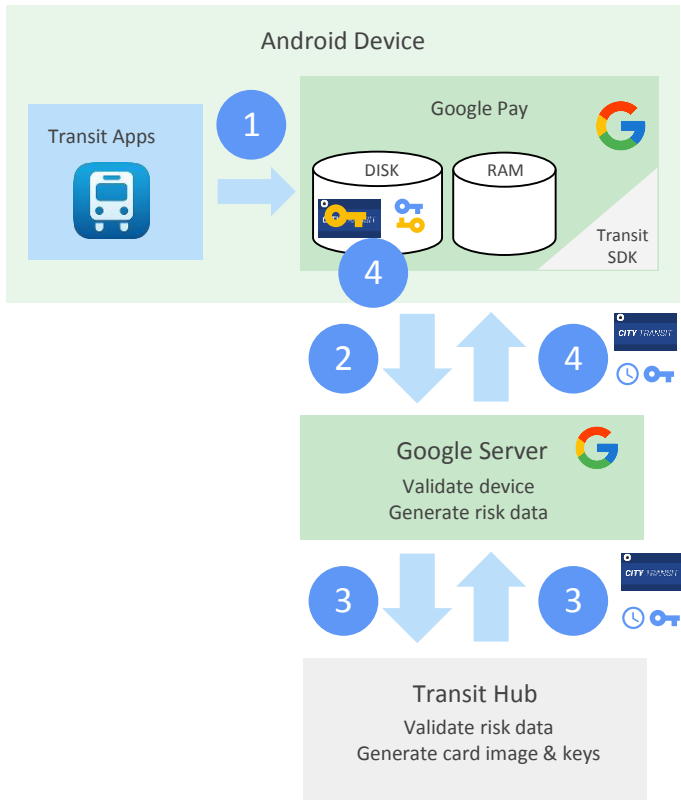 Android Device
Transit Apps
1
Google Pay
DISK
RAM
Transit
SDK
4
2
4
CITY TRANSIT
Google Server
Validate device
Generate risk data
3
3
CITY TRANSIT
Transit Hub
Validate risk data
Generate card image & keys